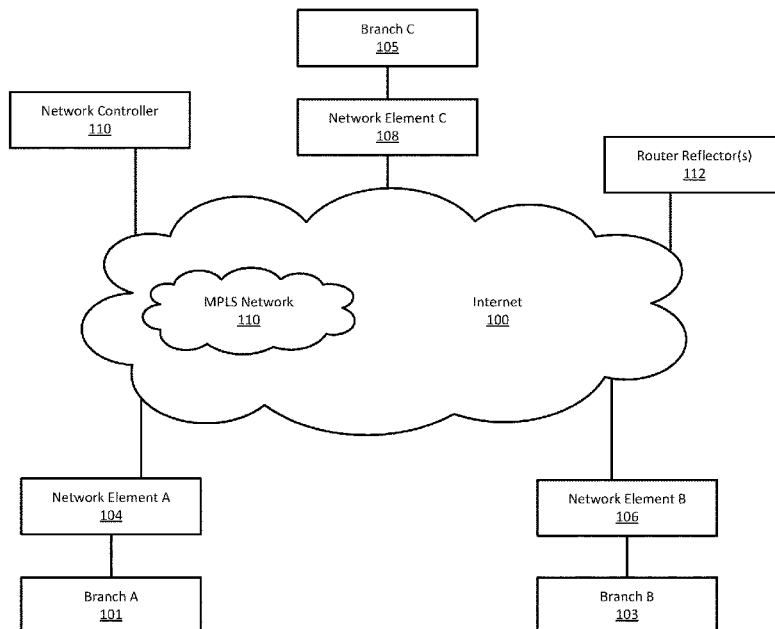 Branch C
105
Network Controller
110
Network Element C
108
Router Reflector(s)
112
MPLS Network
110
Internet
100
Network Element A
104
Network Element B
106
Branch A
101
Branch B
103